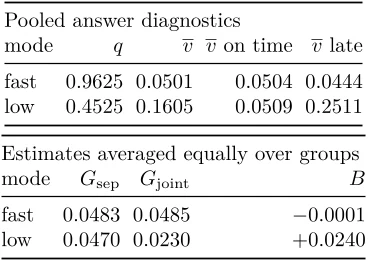 Pooled answer diagnostics
mode q v̅ v̅ on time v̅ late
fast 0.9625 0.0501 0.0504 0.0444
low 0.4525 0.1605 0.0509 0.2511
Estimates averaged equally over groups
mode G_sep G_joint B
fast 0.0483 0.0485 −0.0001
low 0.0470 0.0230 +0.0240